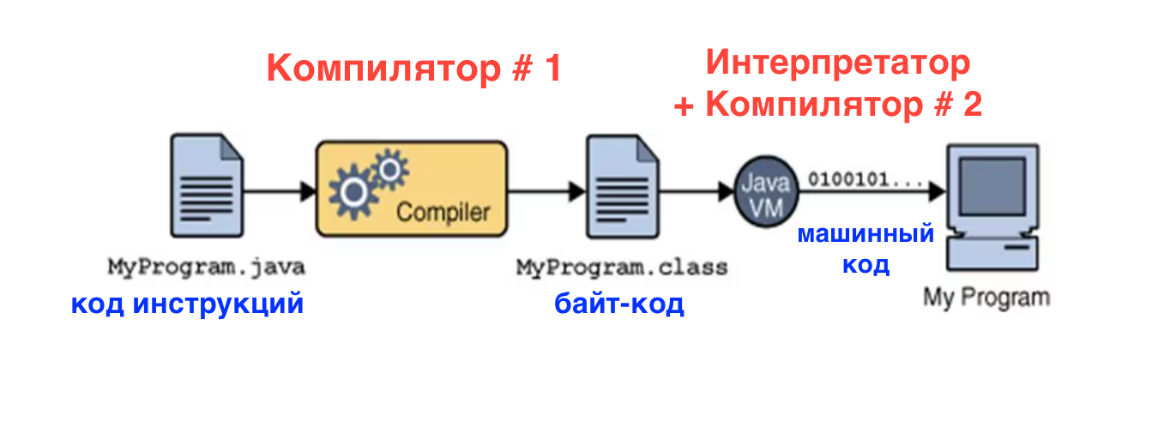 Компилятор # 1
Интерпретатор
+ Компилятор # 2
Compiler
Java
VM
0100101...
машинный
код
MyProgram.java
MyProgram.class
My Program
код инструкций
байт-код